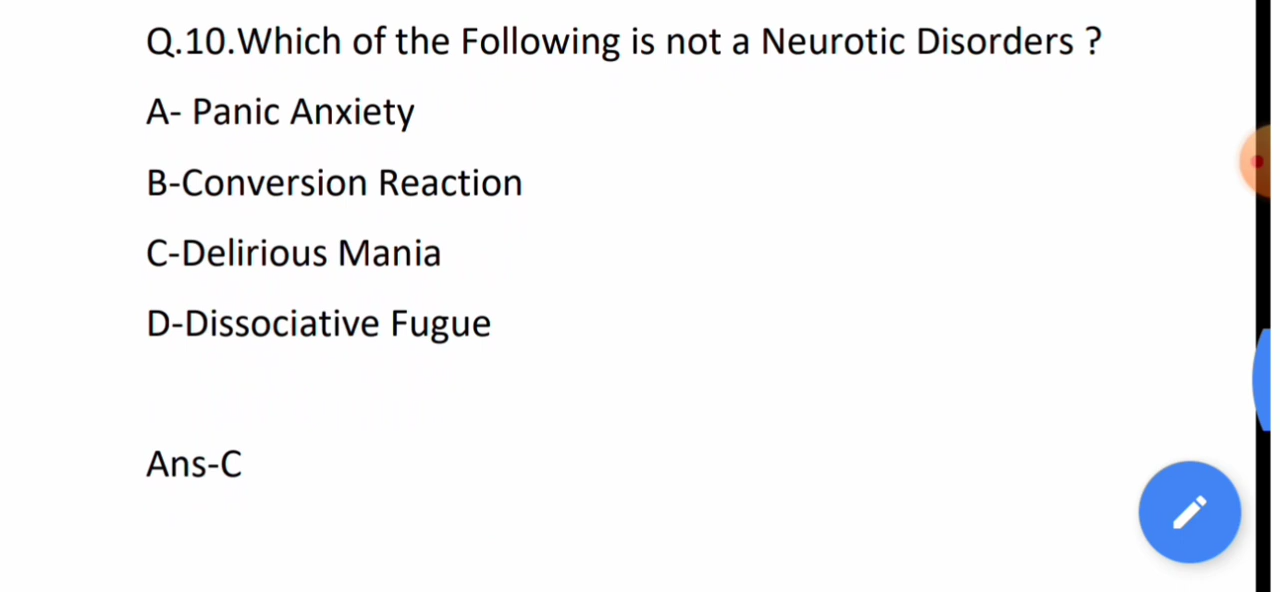 Q.10.Which of the Following is not a Neurotic Disorders ?
A- Panic Anxiety
B-Conversion Reaction
C-Delirious Mania
D-Dissociative Fugue
Ans-C